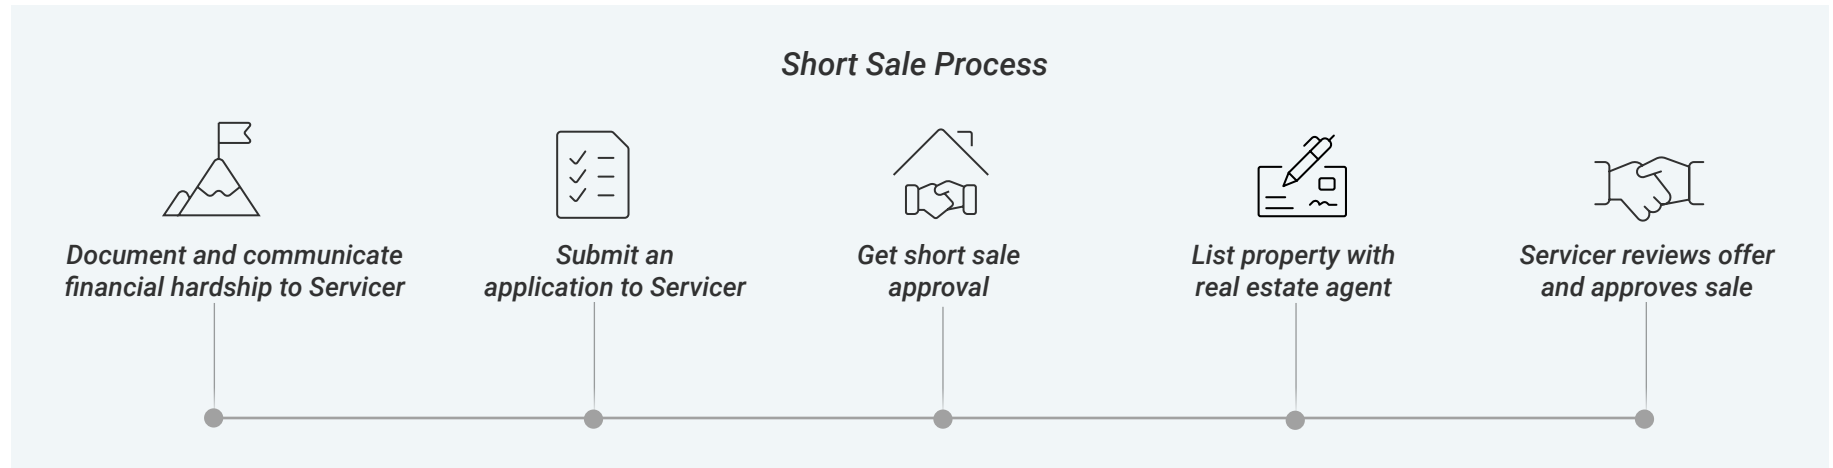 Short Sale Process
Document and communicate
financial hardship to Servicer
Submit an
application to Servicer
Get short sale
approval
List property with
real estate agent
Servicer reviews offer
and approves sale